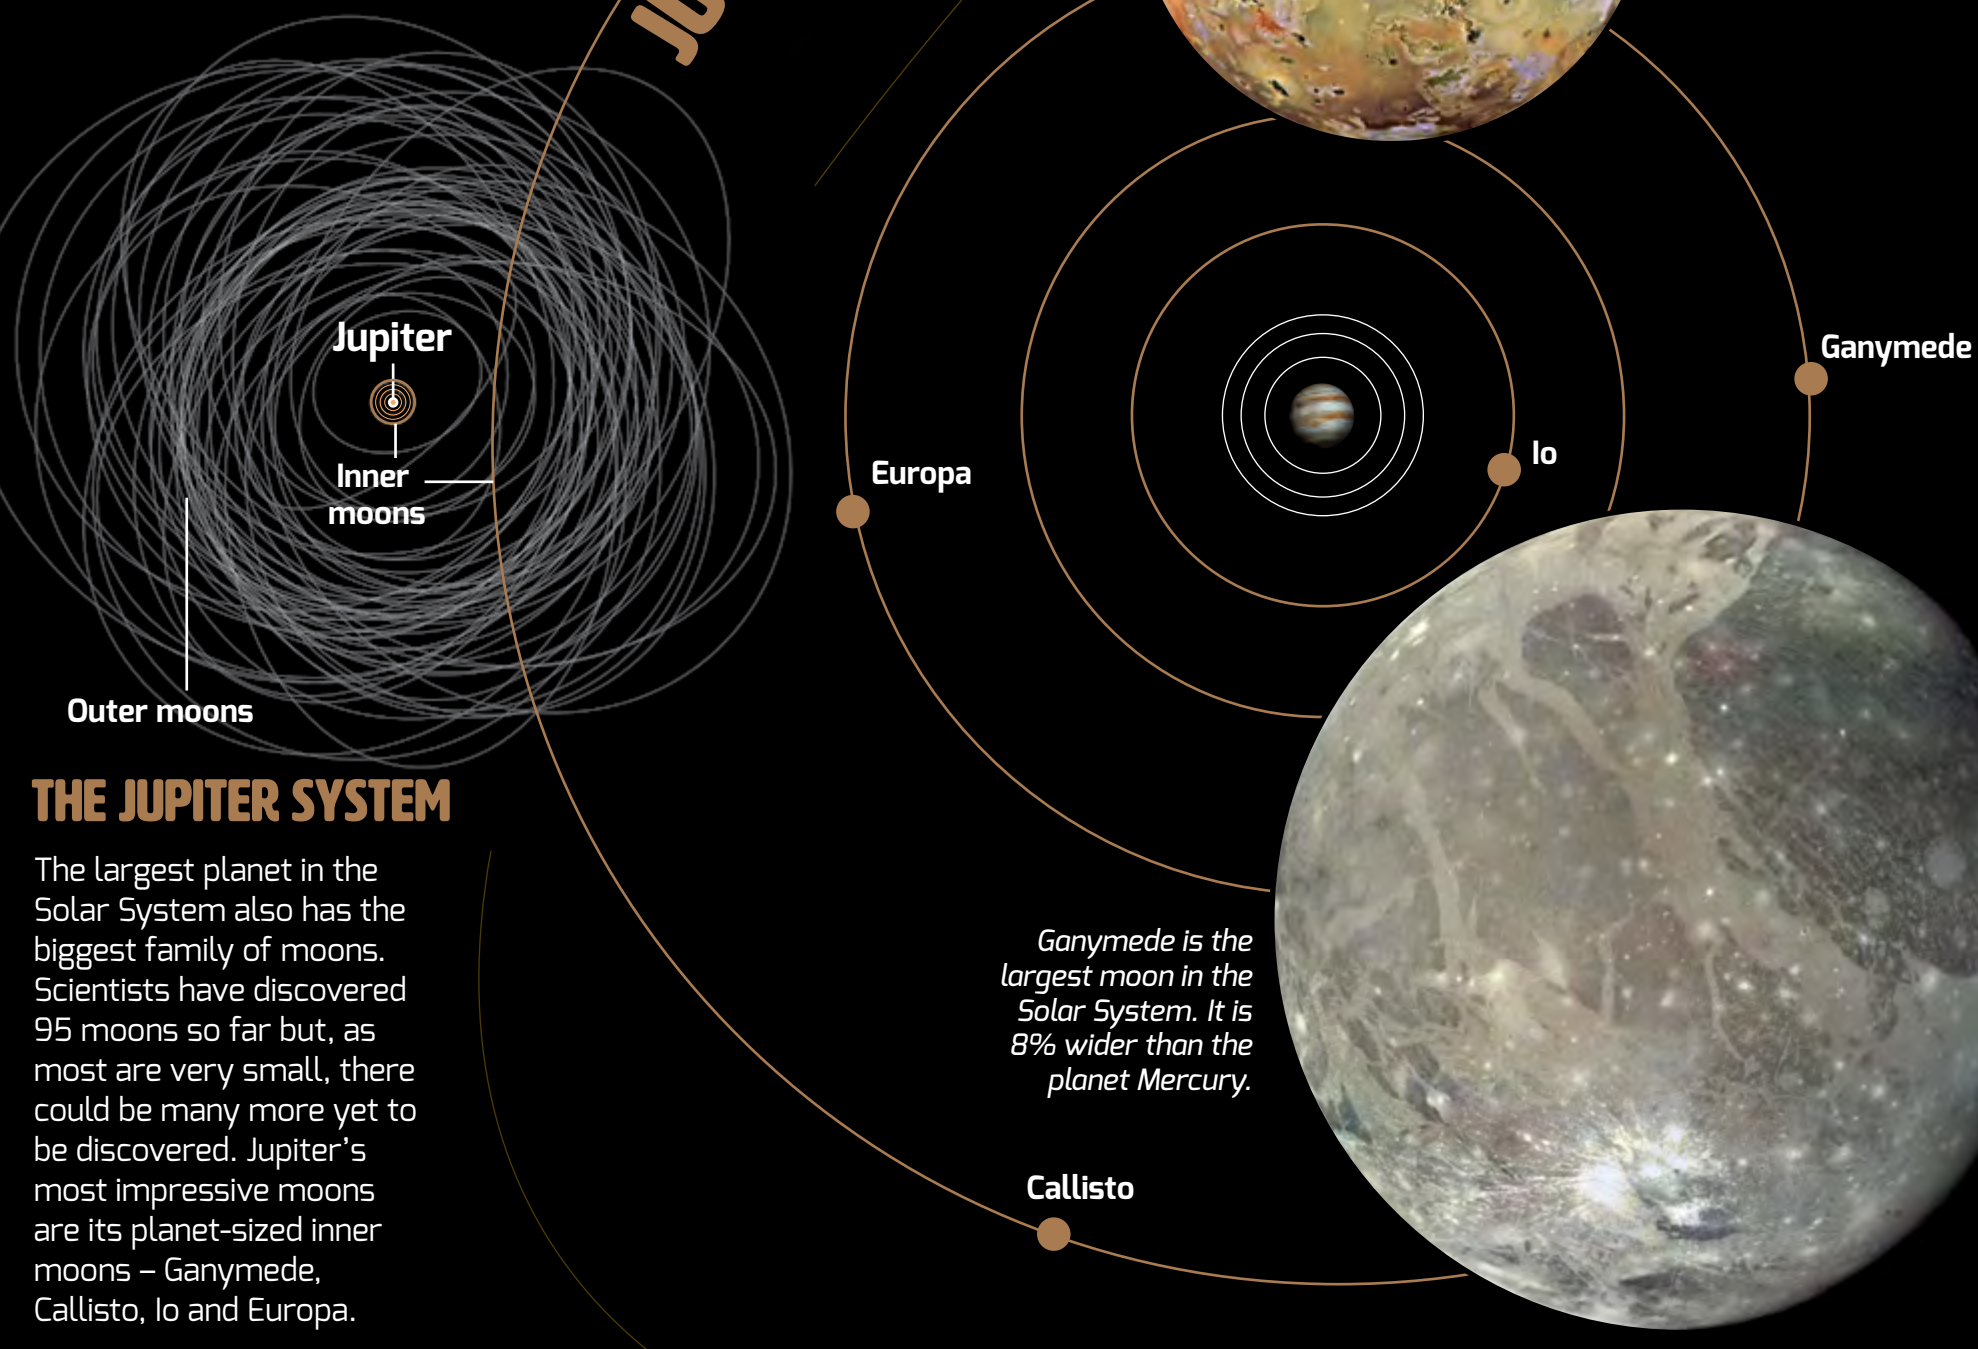 JU
Jupiter
Inner
moons
Outer moons
Ganymede
Io
Europa
THE JUPITER SYSTEM
The largest planet in the
Solar System also has the
biggest family of moons.
Scientists have discovered
95 moons so far but, as
most are very small, there
could be many more yet to
be discovered. Jupiter’s
most impressive moons
are its planet-sized inner
moons – Ganymede,
Callisto, Io and Europa.
Ganymede is the
largest moon in the
Solar System. It is
8% wider than the
planet Mercury.
Callisto